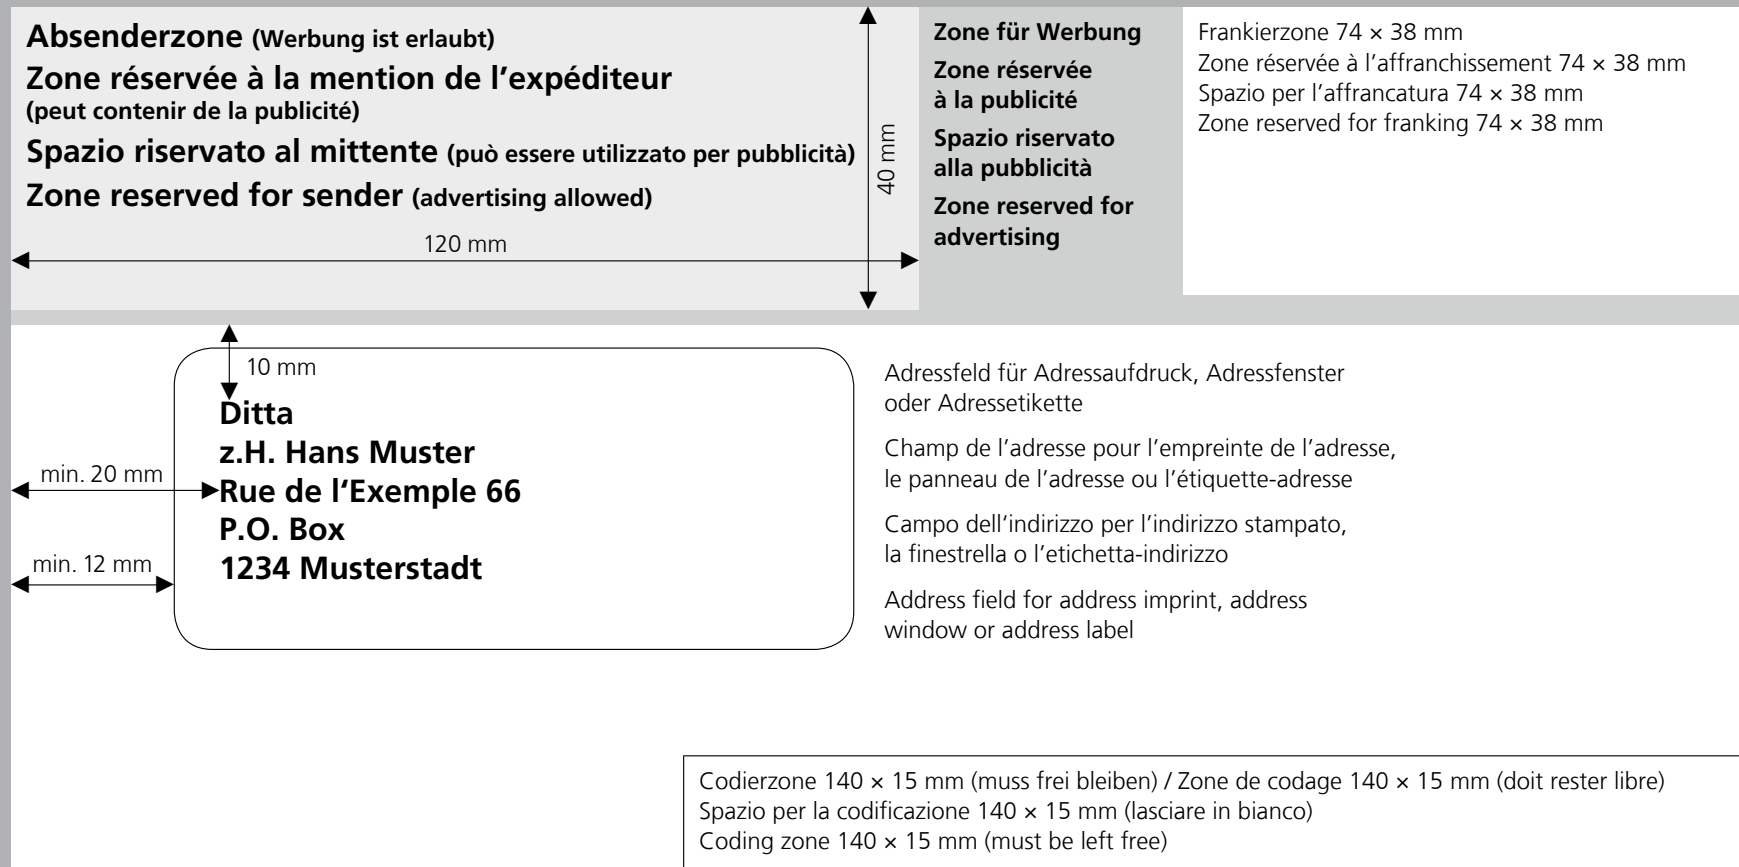 Absenderzone (Werbung ist erlaubt)
Zone réservée à la mention de l’expéditeur
(peut contenir de la publicité)
Spazio riservato al mittente (può essere utilizzato per pubblicità)
Zone reserved for sender (advertising allowed)
120 mm
40 mm
Zone für Werbung
Zone réservée
à la publicité
Spazio riservato
alla pubblicità
Zone reserved for
advertising
Frankierzone 74 × 38 mm
Zone réservée à l’affranchissement 74 × 38 mm
Spazio per l’affrancatura 74 × 38 mm
Zone reserved for franking 74 × 38 mm
10 mm
Ditta
z.H. Hans Muster
Rue de l‘Exemple 66
P.O. Box
1234 Musterstadt
min. 20 mm
min. 12 mm
Adressfeld für Adressaufdruck, Adressfenster
oder Adressetikette
Champ de l’adresse pour l’empreinte de l’adresse,
le panneau de l’adresse ou l’étiquette-adresse
Campo dell’indirizzo per l’indirizzo stampato,
la finestrella o l’etichetta-indirizzo
Address field for address imprint, address
window or address label
Codierzone 140 × 15 mm (muss frei bleiben) / Zone de codage 140 × 15 mm (doit rester libre)
Spazio per la codificazione 140 × 15 mm (lasciare in bianco)
Coding zone 140 × 15 mm (must be left free)